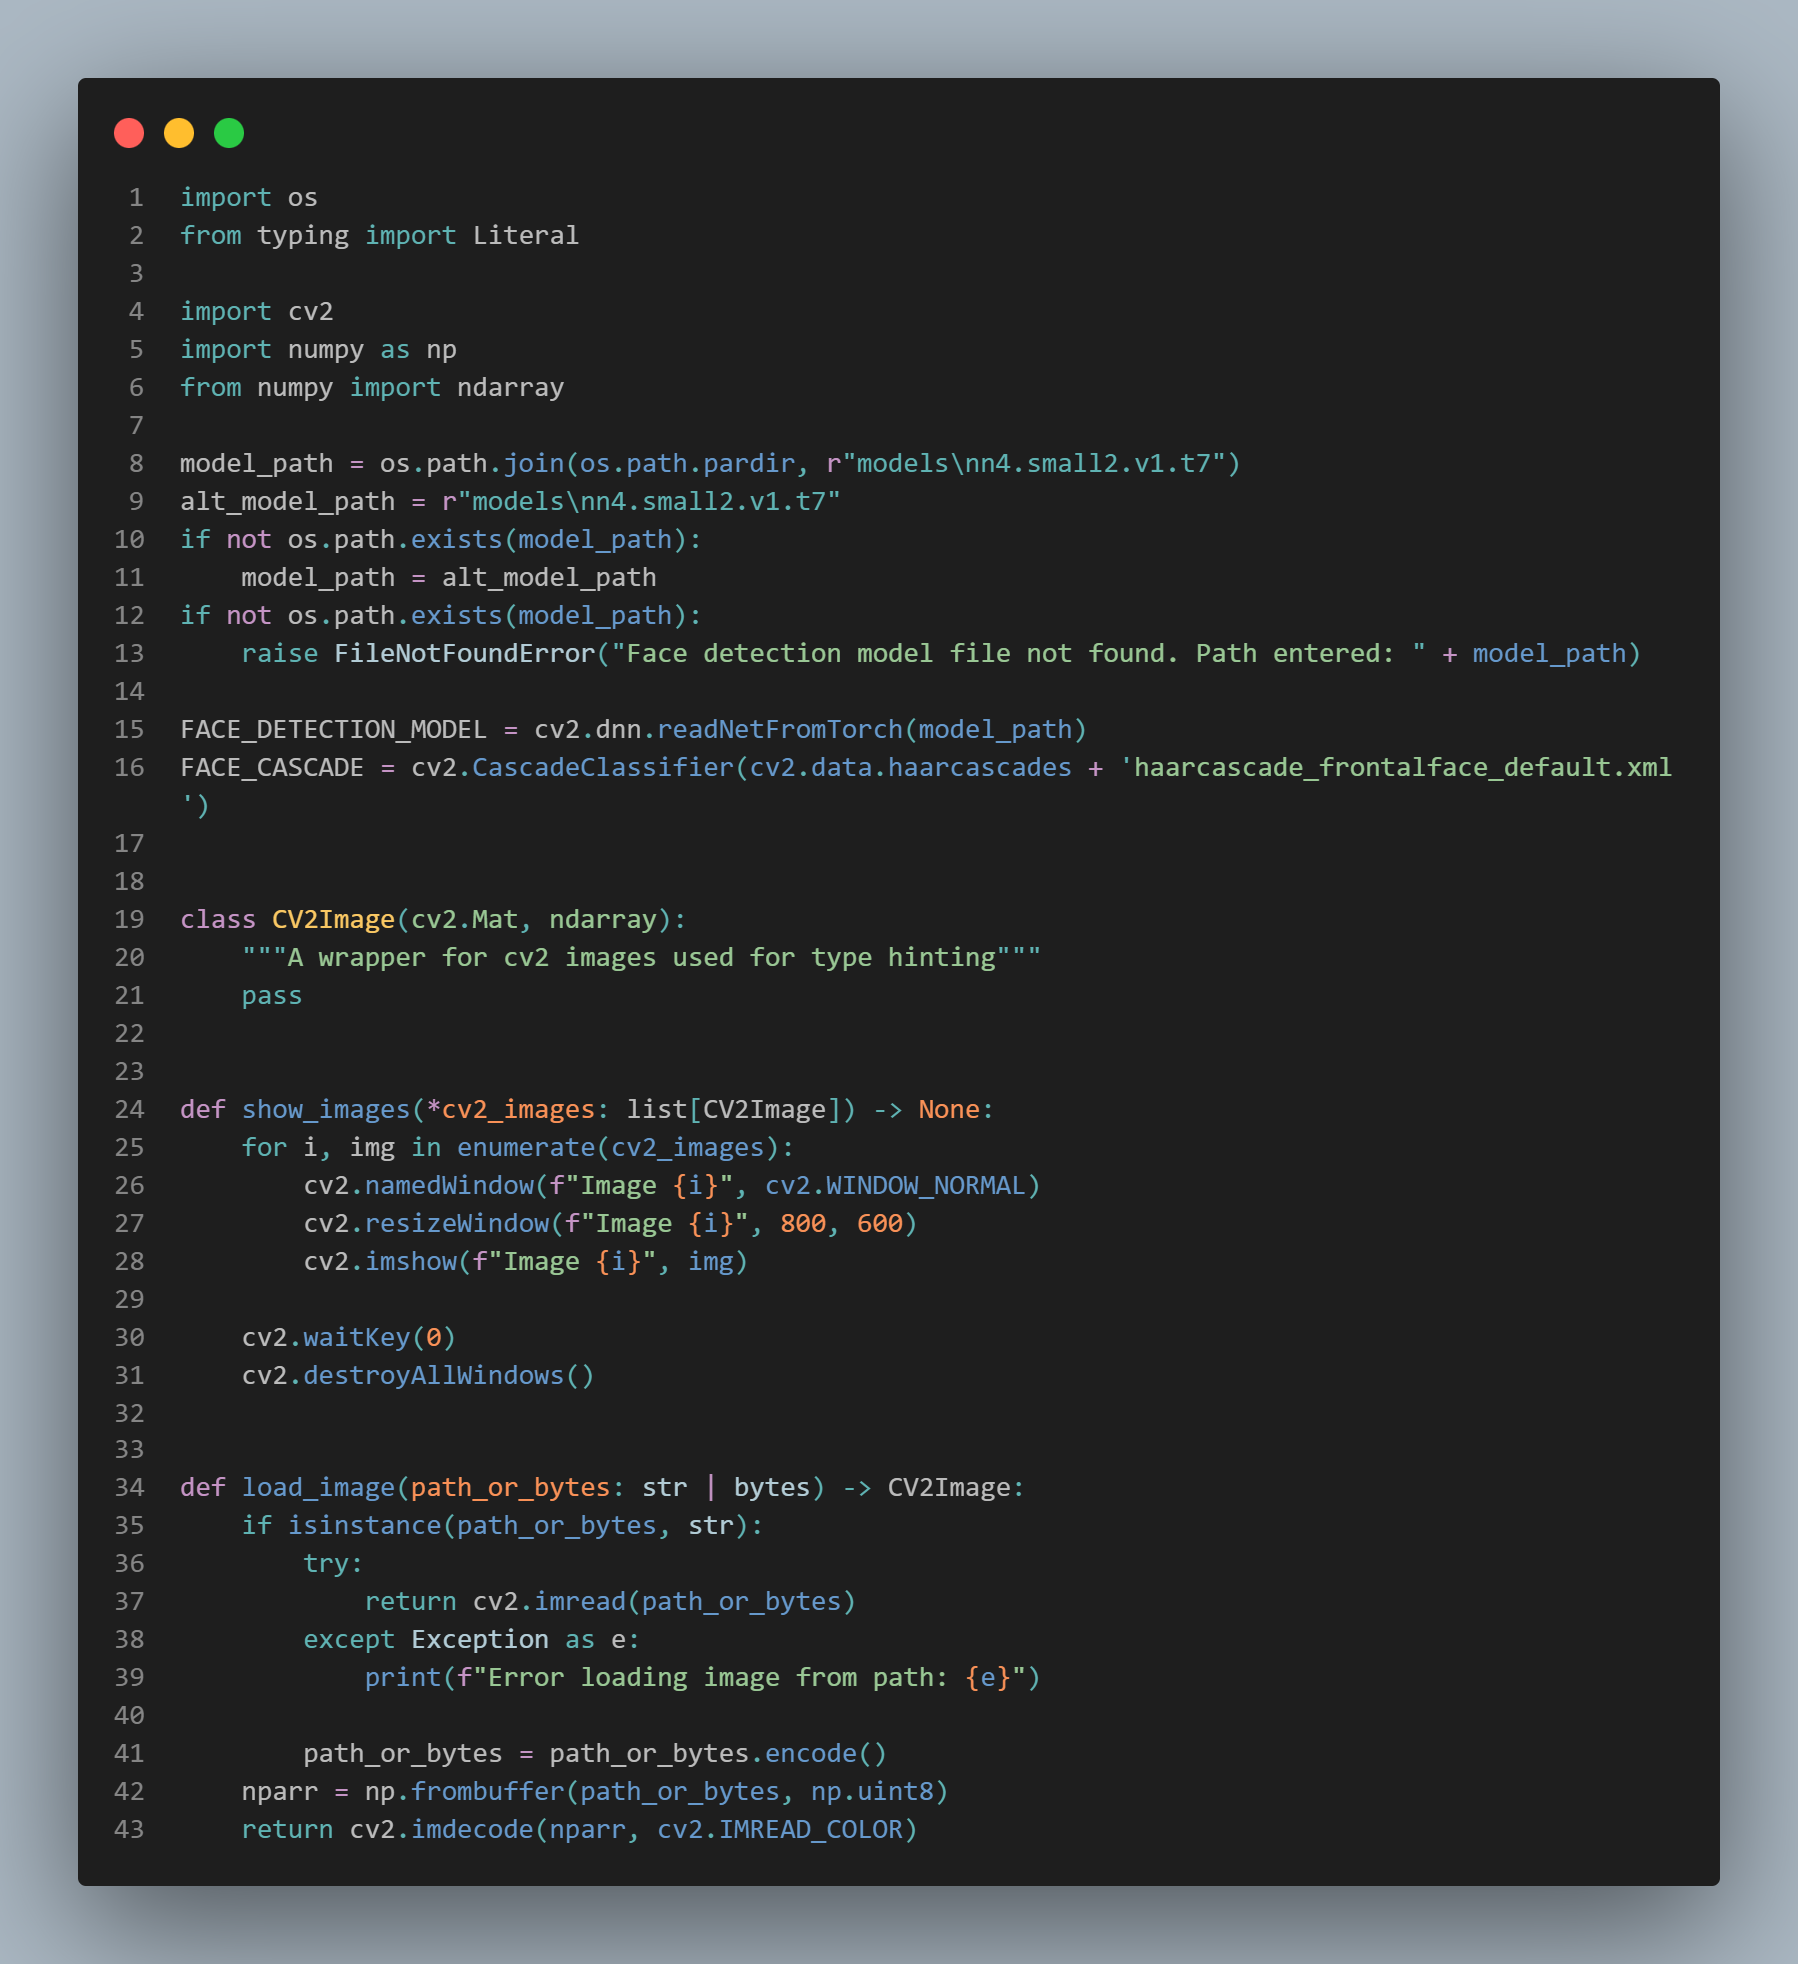 1 import os
2 from typing import Literal
3
4 import cv2
5 import numpy as np
6 from numpy import ndarray
7
8 model_path = os.path.join(os.path.pardir, r"models\nn4.small2.v1.t7")
9 alt_model_path = r"models\nn4.small2.v1.t7"
10 if not os.path.exists(model_path):
11     model_path = alt_model_path
12 if not os.path.exists(model_path):
13     raise FileNotFoundError("Face detection model file not found. Path entered: " + model_path)
14
15 FACE_DETECTION_MODEL = cv2.dnn.readNetFromTorch(model_path)
16 FACE_CASCADE = cv2.CascadeClassifier(cv2.data.haarcascades + 'haarcascade_frontalface_default.xml
')
17
18
19 class CV2Image(cv2.Mat, ndarray):
20     """A wrapper for cv2 images used for type hinting"""
21     pass
22
23
24 def show_images(*cv2_images: list[CV2Image]) -> None:
25     for i, img in enumerate(cv2_images):
26         cv2.namedWindow(f"Image {i}", cv2.WINDOW_NORMAL)
27         cv2.resizeWindow(f"Image {i}", 800, 600)
28         cv2.imshow(f"Image {i}", img)
29
30     cv2.waitKey(0)
31     cv2.destroyAllWindows()
32
33
34 def load_image(path_or_bytes: str | bytes) -> CV2Image:
35     if isinstance(path_or_bytes, str):
36         try:
37             return cv2.imread(path_or_bytes)
38         except Exception as e:
39             print(f"Error loading image from path: {e}")
40
41         path_or_bytes = path_or_bytes.encode()
42     nparr = np.frombuffer(path_or_bytes, np.uint8)
43     return cv2.imdecode(nparr, cv2.IMREAD_COLOR)